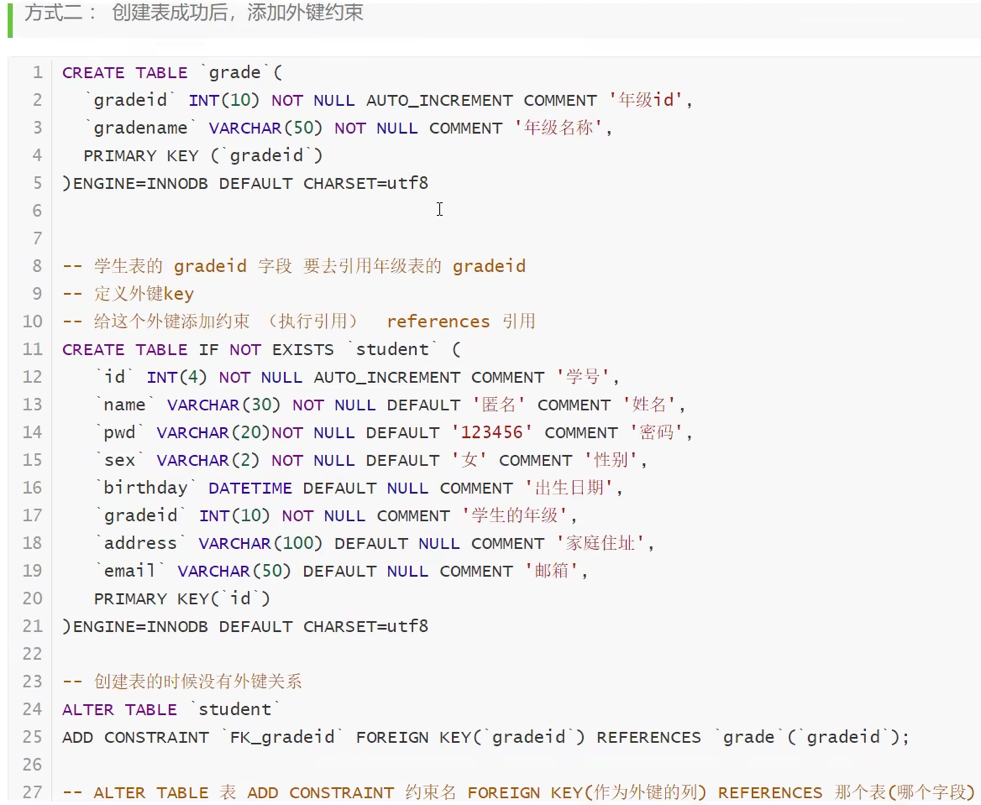 方式二： 创建表成功后，添加外键约束
1 CREATE TABLE `grade`(
2 `gradeid` INT(10) NOT NULL AUTO_INCREMENT COMMENT '年级id',
3 `gradename` VARCHAR(50) NOT NULL COMMENT '年级名称',
4 PRIMARY KEY (`gradeid`)
5 )ENGINE=INNODB DEFAULT CHARSET=utf8
6
7
8 -- 学生表的 gradeid 字段 要去引用年级表的 gradeid
9 -- 定义外键key
10 -- 给这个外键添加约束 （执行引用） references 引用
11 CREATE TABLE IF NOT EXISTS `student` (
12 `id` INT(4) NOT NULL AUTO_INCREMENT COMMENT '学号',
13 `name` VARCHAR(30) NOT NULL DEFAULT '匿名' COMMENT '姓名',
14 `pwd` VARCHAR(20)NOT NULL DEFAULT '123456' COMMENT '密码',
15 `sex` VARCHAR(2) NOT NULL DEFAULT '女' COMMENT '性别',
16 `birthday` DATETIME DEFAULT NULL COMMENT '出生日期',
17 `gradeid` INT(10) NOT NULL COMMENT '学生的年级',
18 `address` VARCHAR(100) DEFAULT NULL COMMENT '家庭住址',
19 `email` VARCHAR(50) DEFAULT NULL COMMENT '邮箱',
20 PRIMARY KEY(`id`)
21 )ENGINE=INNODB DEFAULT CHARSET=utf8
22
23 -- 创建表的时候没有外键关系
24 ALTER TABLE `student`
25 ADD CONSTRAINT `FK_gradeid` FOREIGN KEY(`gradeid`) REFERENCES `grade`(`gradeid`);
26
27 -- ALTER TABLE 表 ADD CONSTRAINT 约束名 FOREIGN KEY(作为外键的列) REFERENCES 那个表(哪个字段)